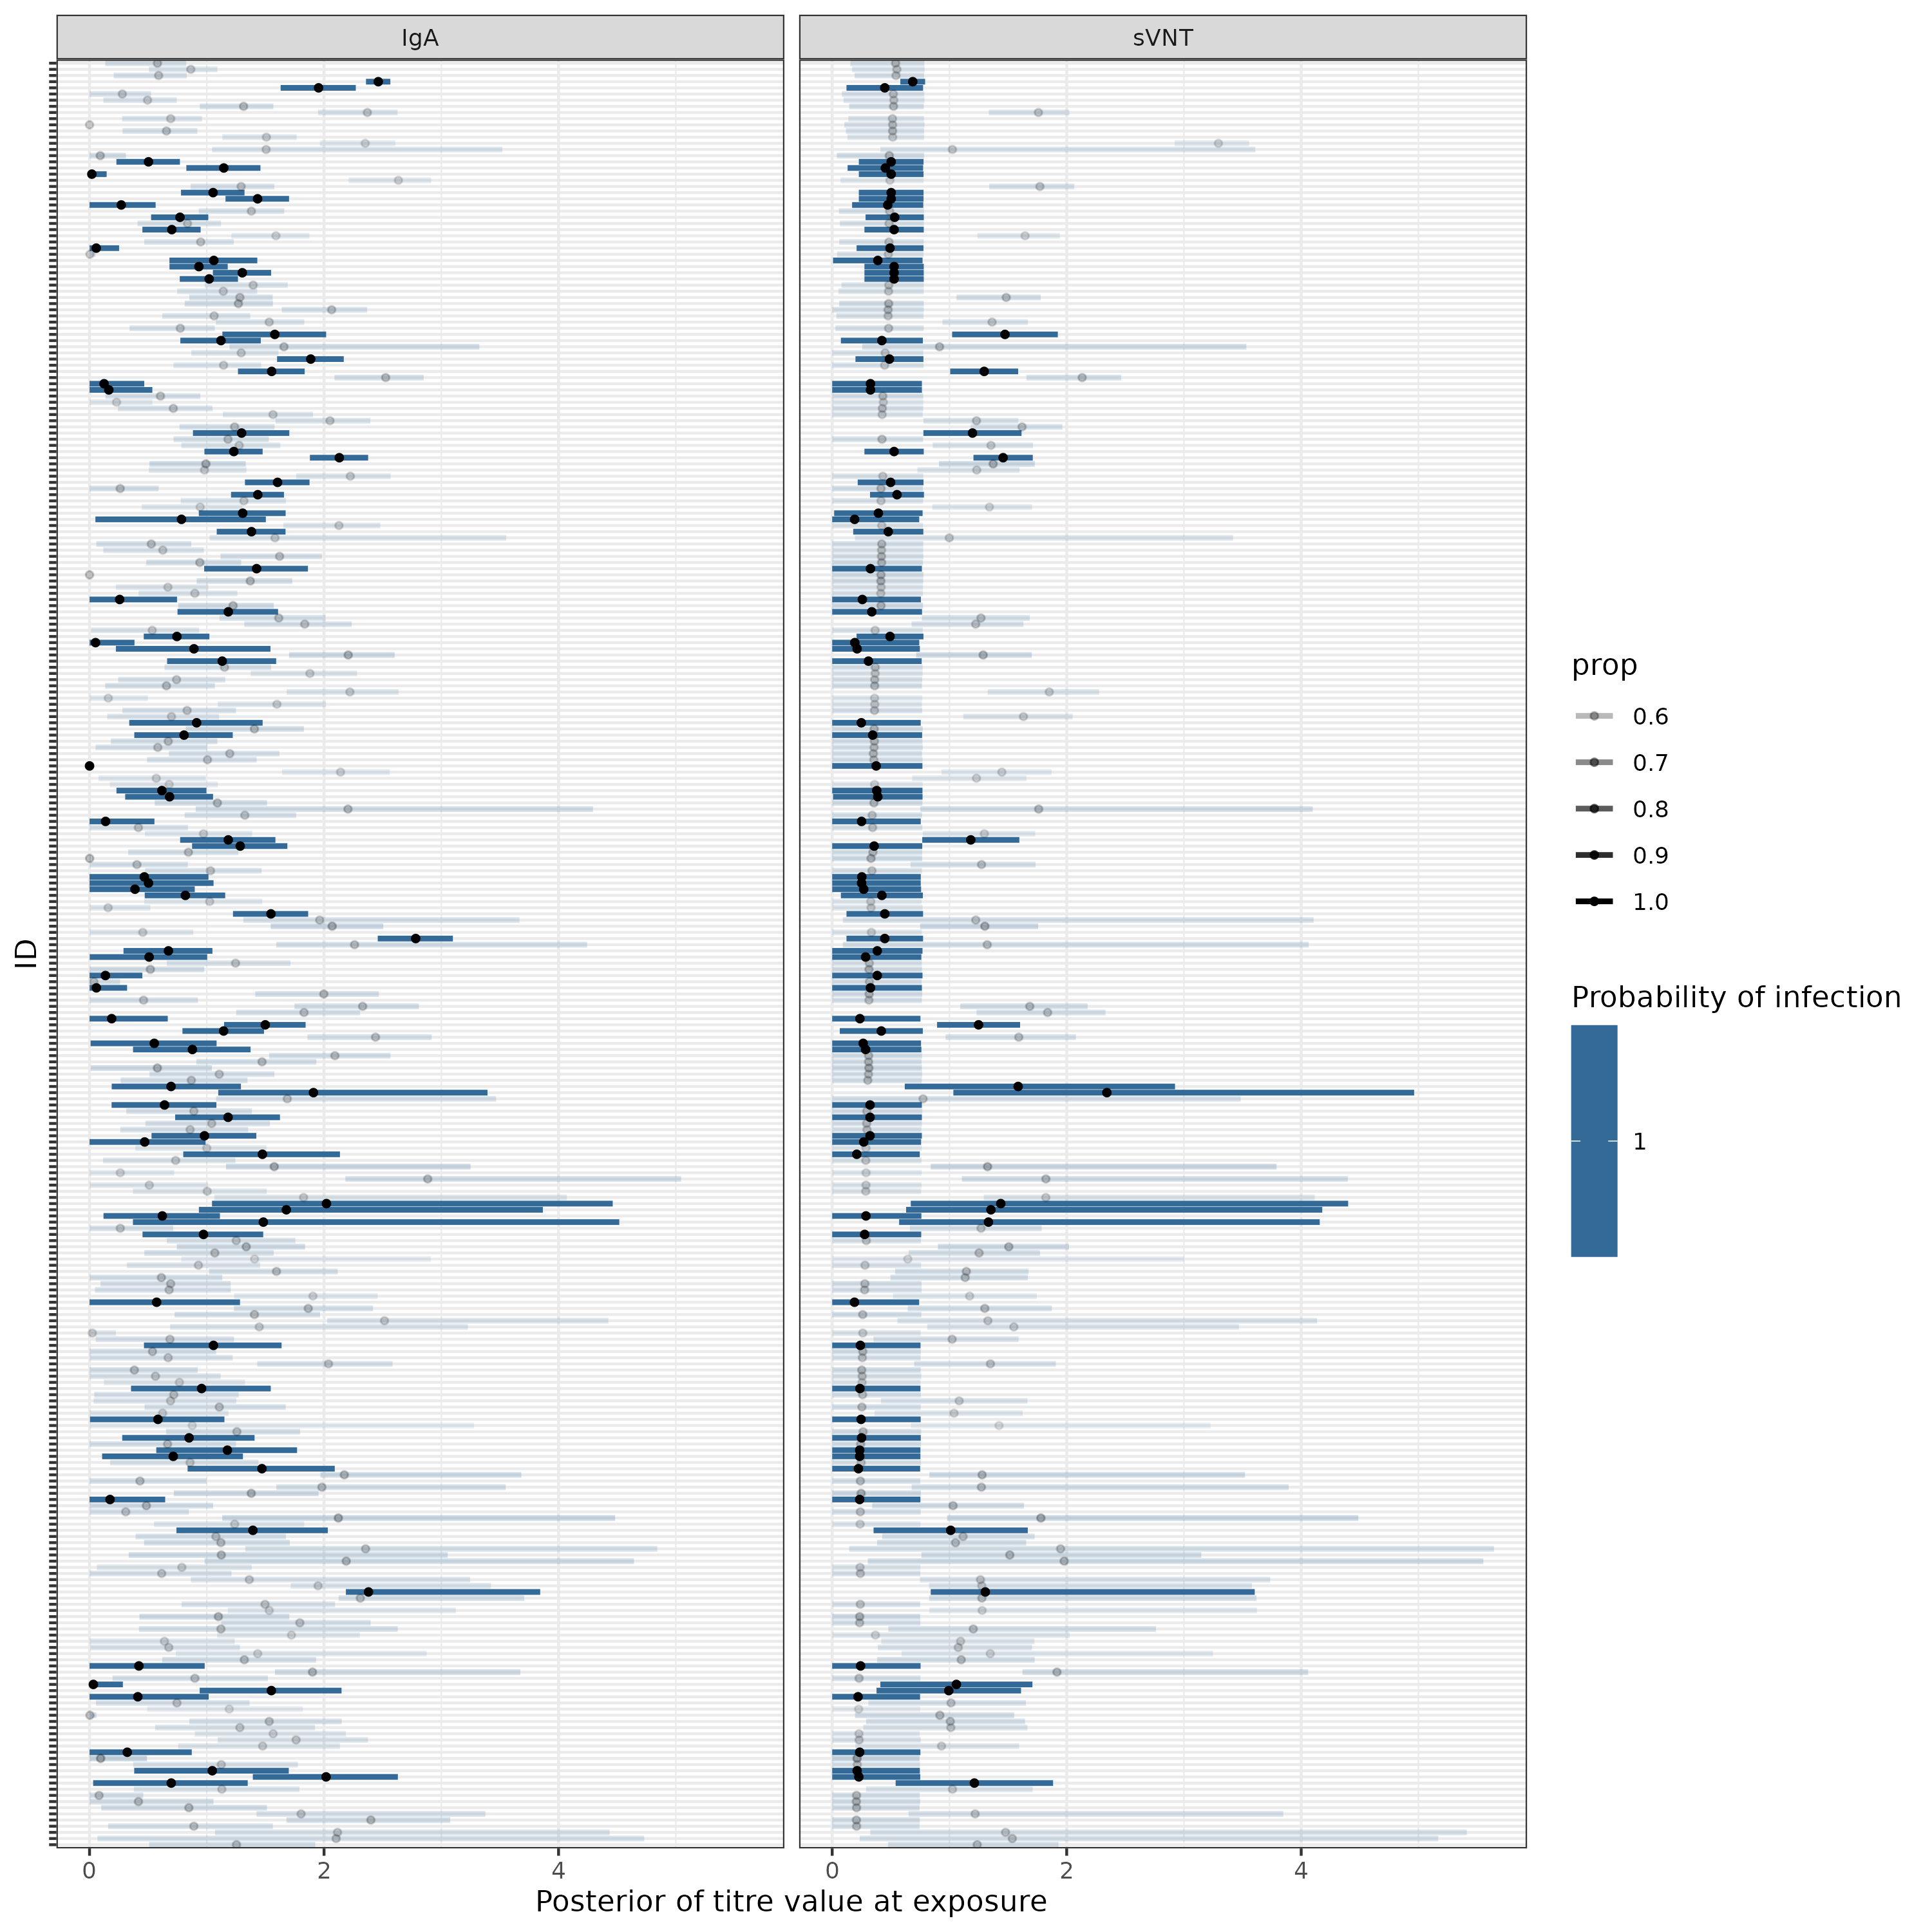 IgA
sVNT
ID
0
2
4
0
2
4
Posterior of titre value at exposure
prop
0.6
0.7
0.8
0.9
1.0
Probability of infection
1